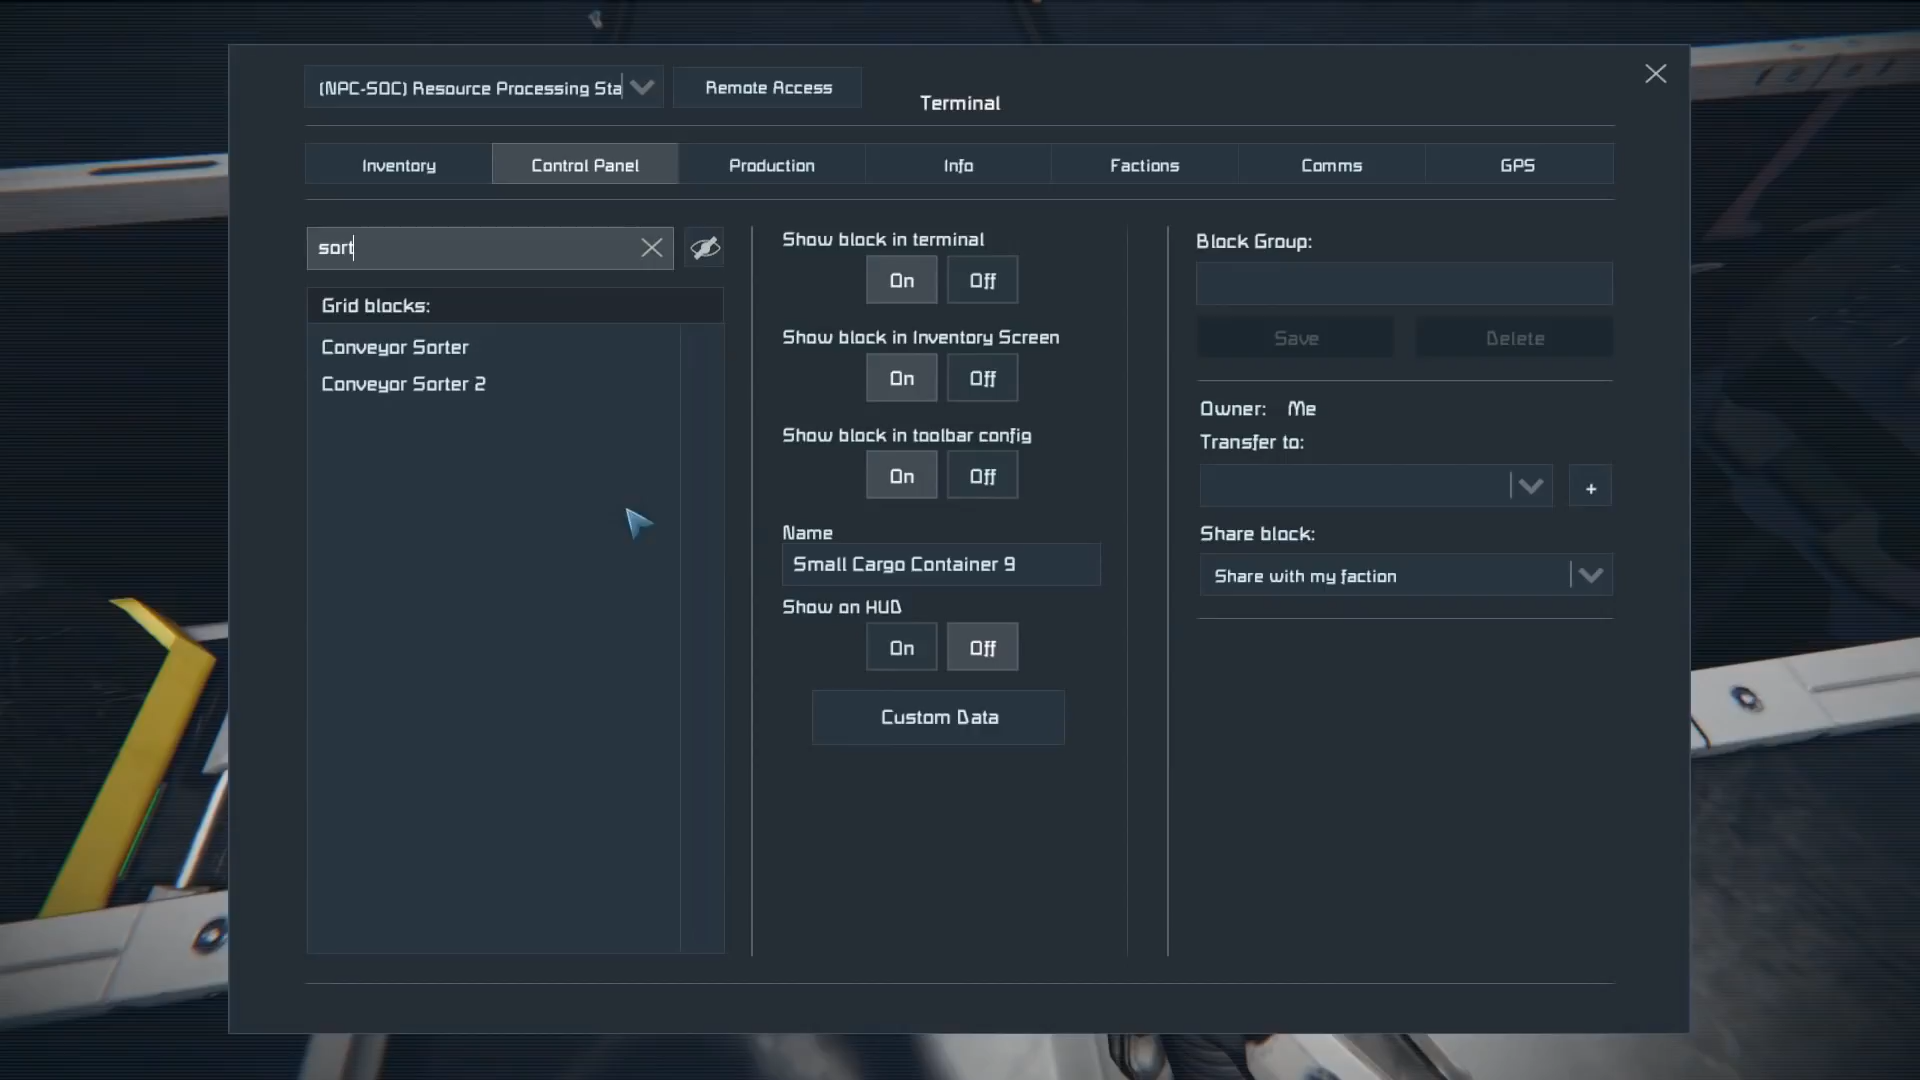 (NPC-SOC) Resource Processing Sta
Remote Access
Terminal
Inventory
Control Panel
Production
Info
Factions
Comms
GPS
sort
Grid blocks:
Conveyor Sorter
Conveyor Sorter 2
Show block in terminal
On
Off
Show block in Inventory Screen
On
Off
Show block in toolbar config
On
Off
Name
Small Cargo Container 9
Show on HUD
On
Off
Custom Data
Block Group:
Save
Delete
Owner: Me
Transfer to:
+
Share block:
Share with my faction